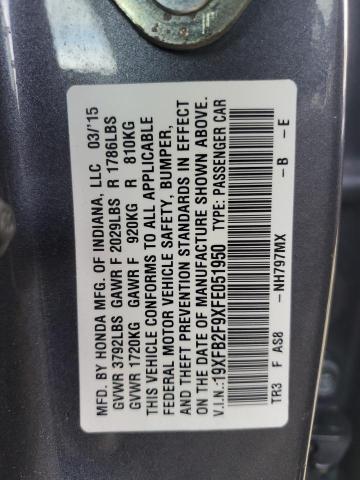 MFD. BY HONDA MFG. OF INDIANA, LLC 03/'15
GVWR 3792LBS GAWR F 2029LBS R 1786LBS
GVWR 1720KG GAWR F 920KG R 810KG
THIS VEHICLE CONFORMS TO ALL APPLICABLE
FEDERAL MOTOR VEHICLE SAFETY, BUMPER,
AND THEFT PREVENTION STANDARDS IN EFFECT
ON THE DATE OF MANUFACTURE SHOWN ABOVE.
V.I.N.: 19XFB2F9XFE051950 TYPE: PASSENGER CAR
TR3 F AS8 -NH797MX -B -E